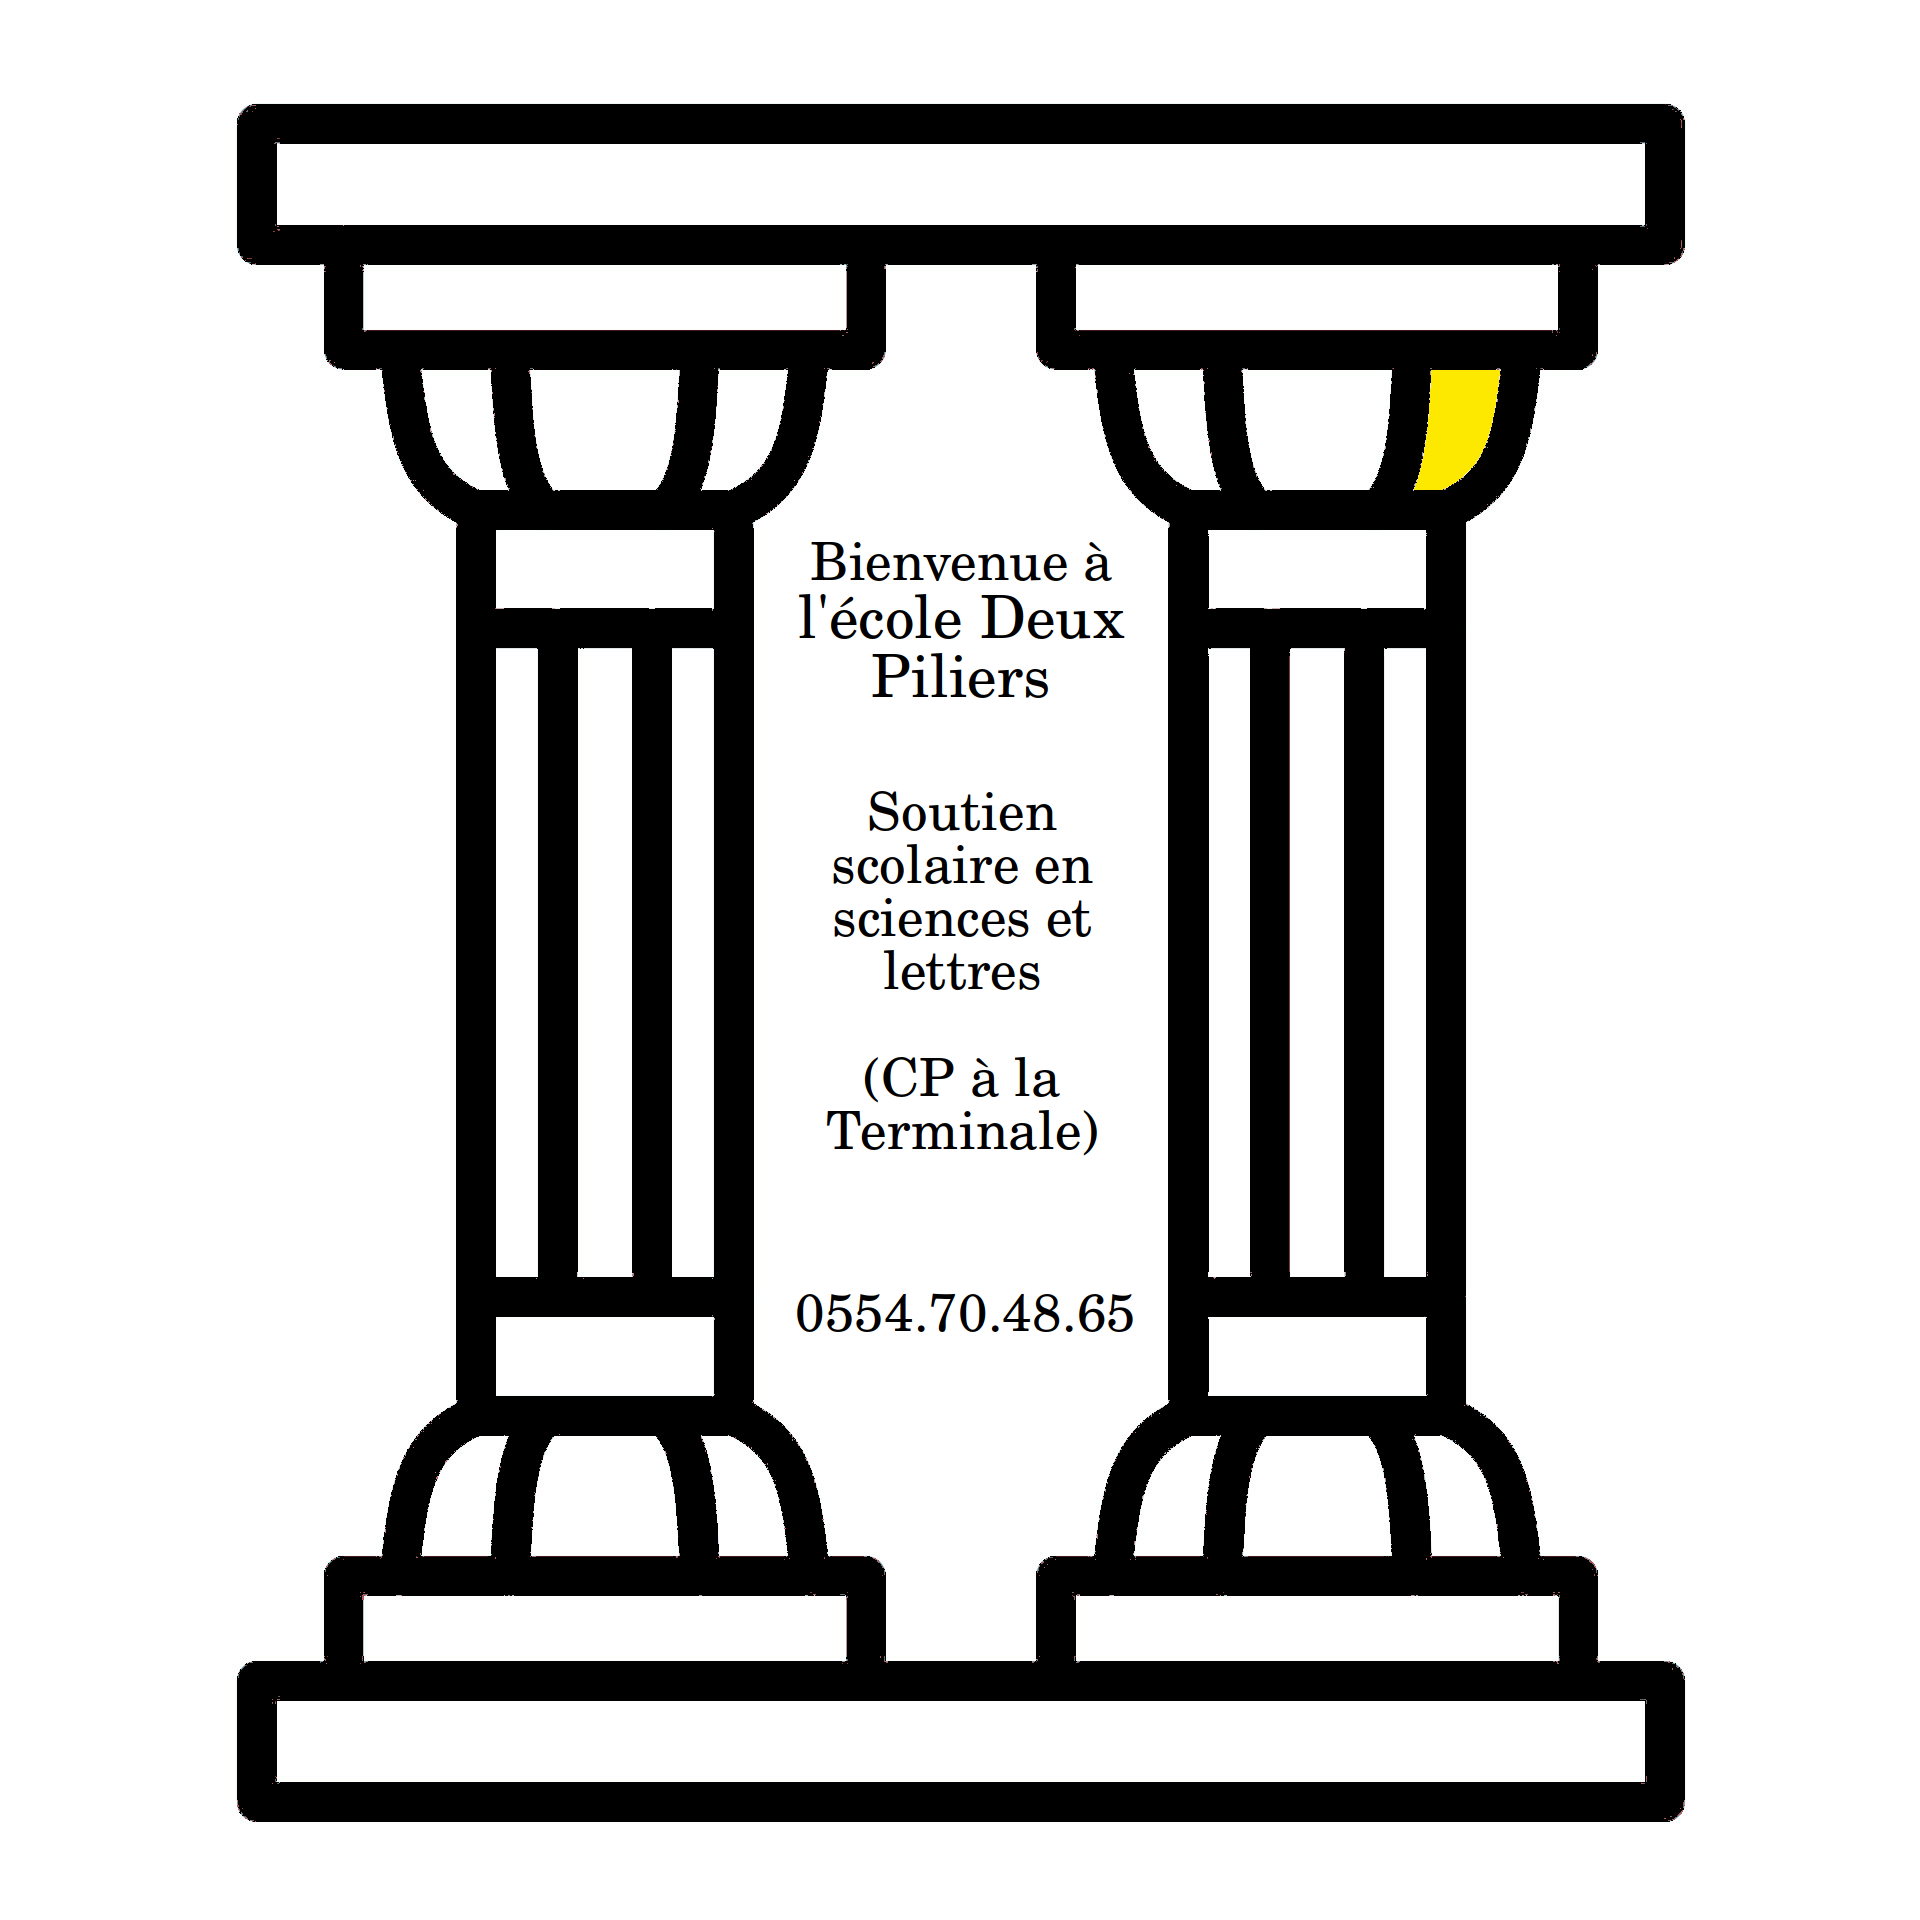 Bienvenue à
l'école Deux
Piliers
Soutien
scolaire en
sciences et
lettres
(CP à la
Terminale)
0554.70.48.65